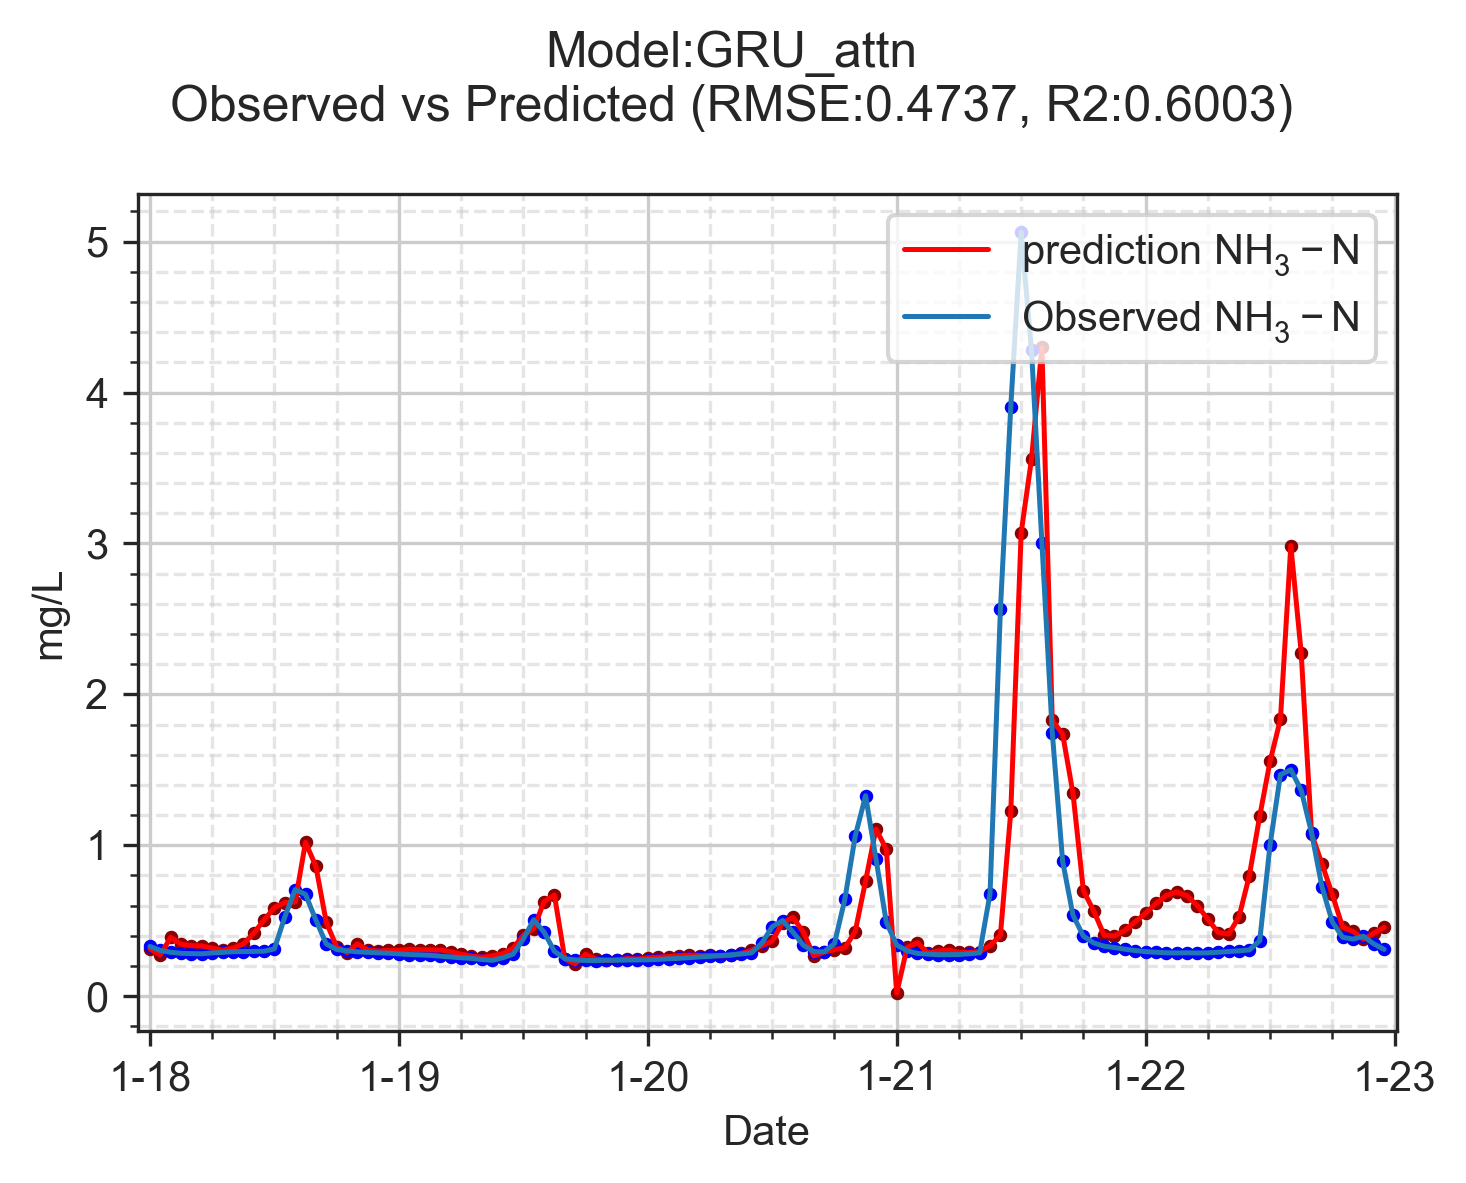 Model:GRU_attn
Observed vs Predicted (RMSE:0.4737, R2:0.6003)
prediction NH₃ − N
Observed NH₃ − N
5
4
3
2
1
0
mg/L
1-18 1-19 1-20 1-21 1-22 1-23
Date